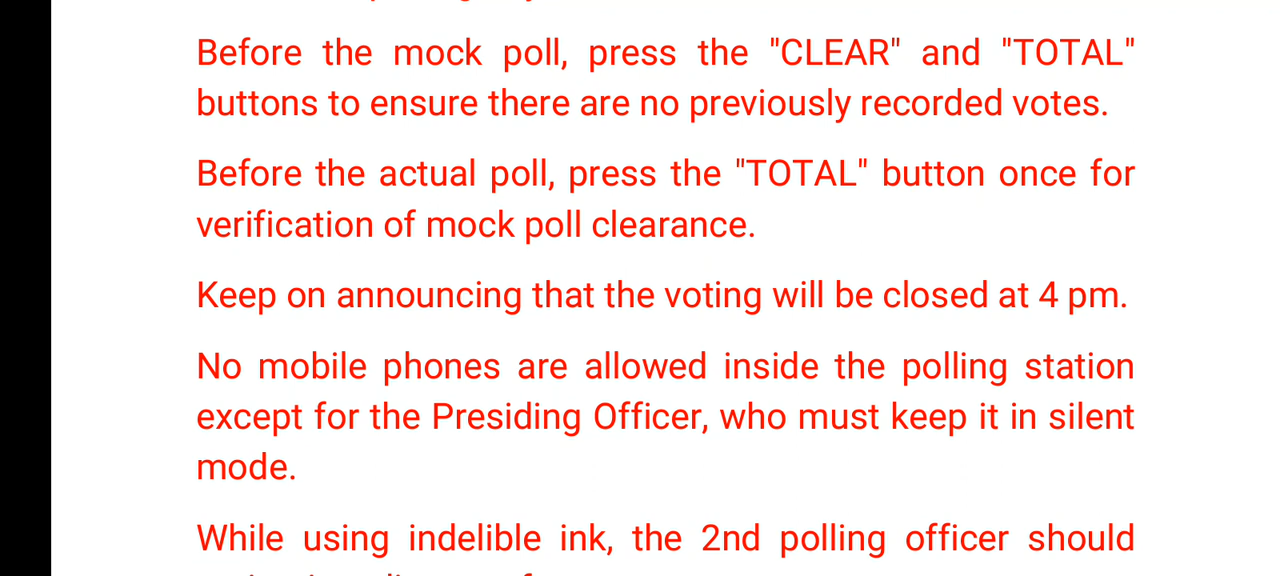 Before the mock poll, press the "CLEAR" and "TOTAL"
buttons to ensure there are no previously recorded votes.
Before the actual poll, press the "TOTAL" button once for
verification of mock poll clearance.
Keep on announcing that the voting will be closed at 4 pm.
No mobile phones are allowed inside the polling station
except for the Presiding Officer, who must keep it in silent
mode.
While using indelible ink, the 2nd polling officer should